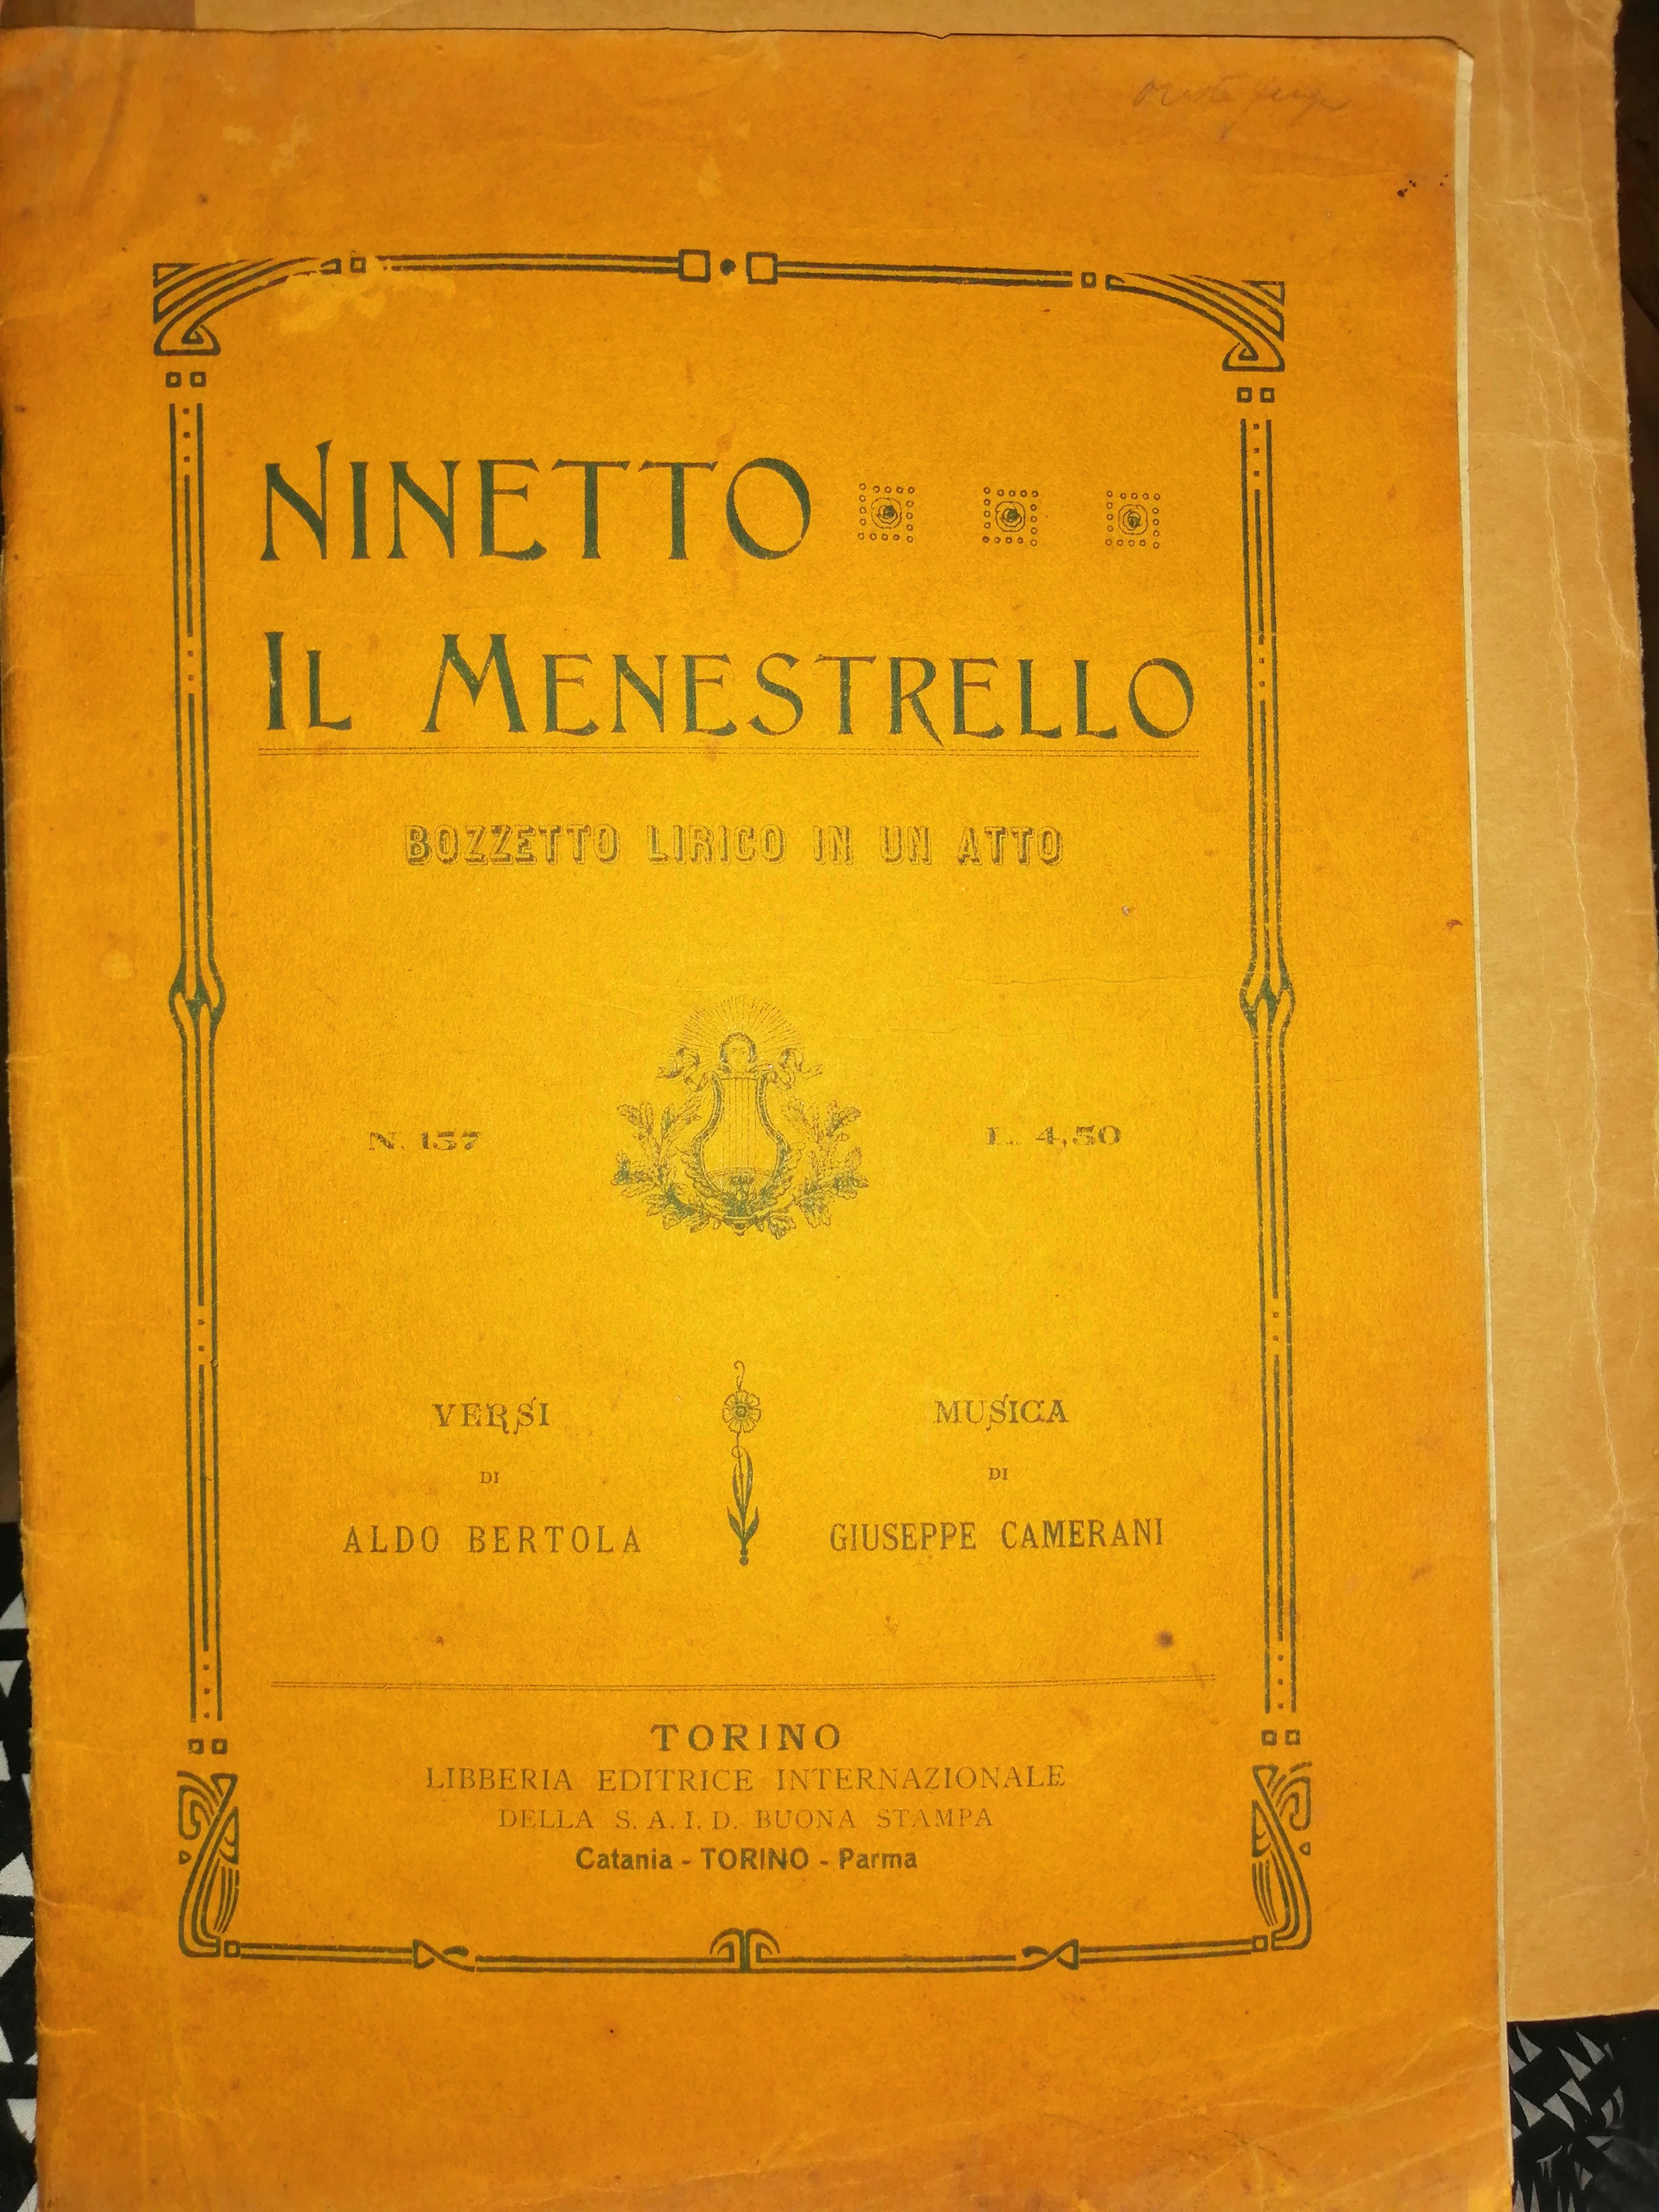 NINETTO
IL MENESTRELLO
BOZZETTO LIRICO IN UN ATTO
N. 157
L. 4,50
VERSI
DI
ALDO BERTOLA
MUSICA
DI
GIUSEPPE CAMERANI
TORINO
LIBBERIA EDITRICE INTERNAZIONALE
DELLA S. A. I. D. BUONA STAMPA
Catania - TORINO - Parma